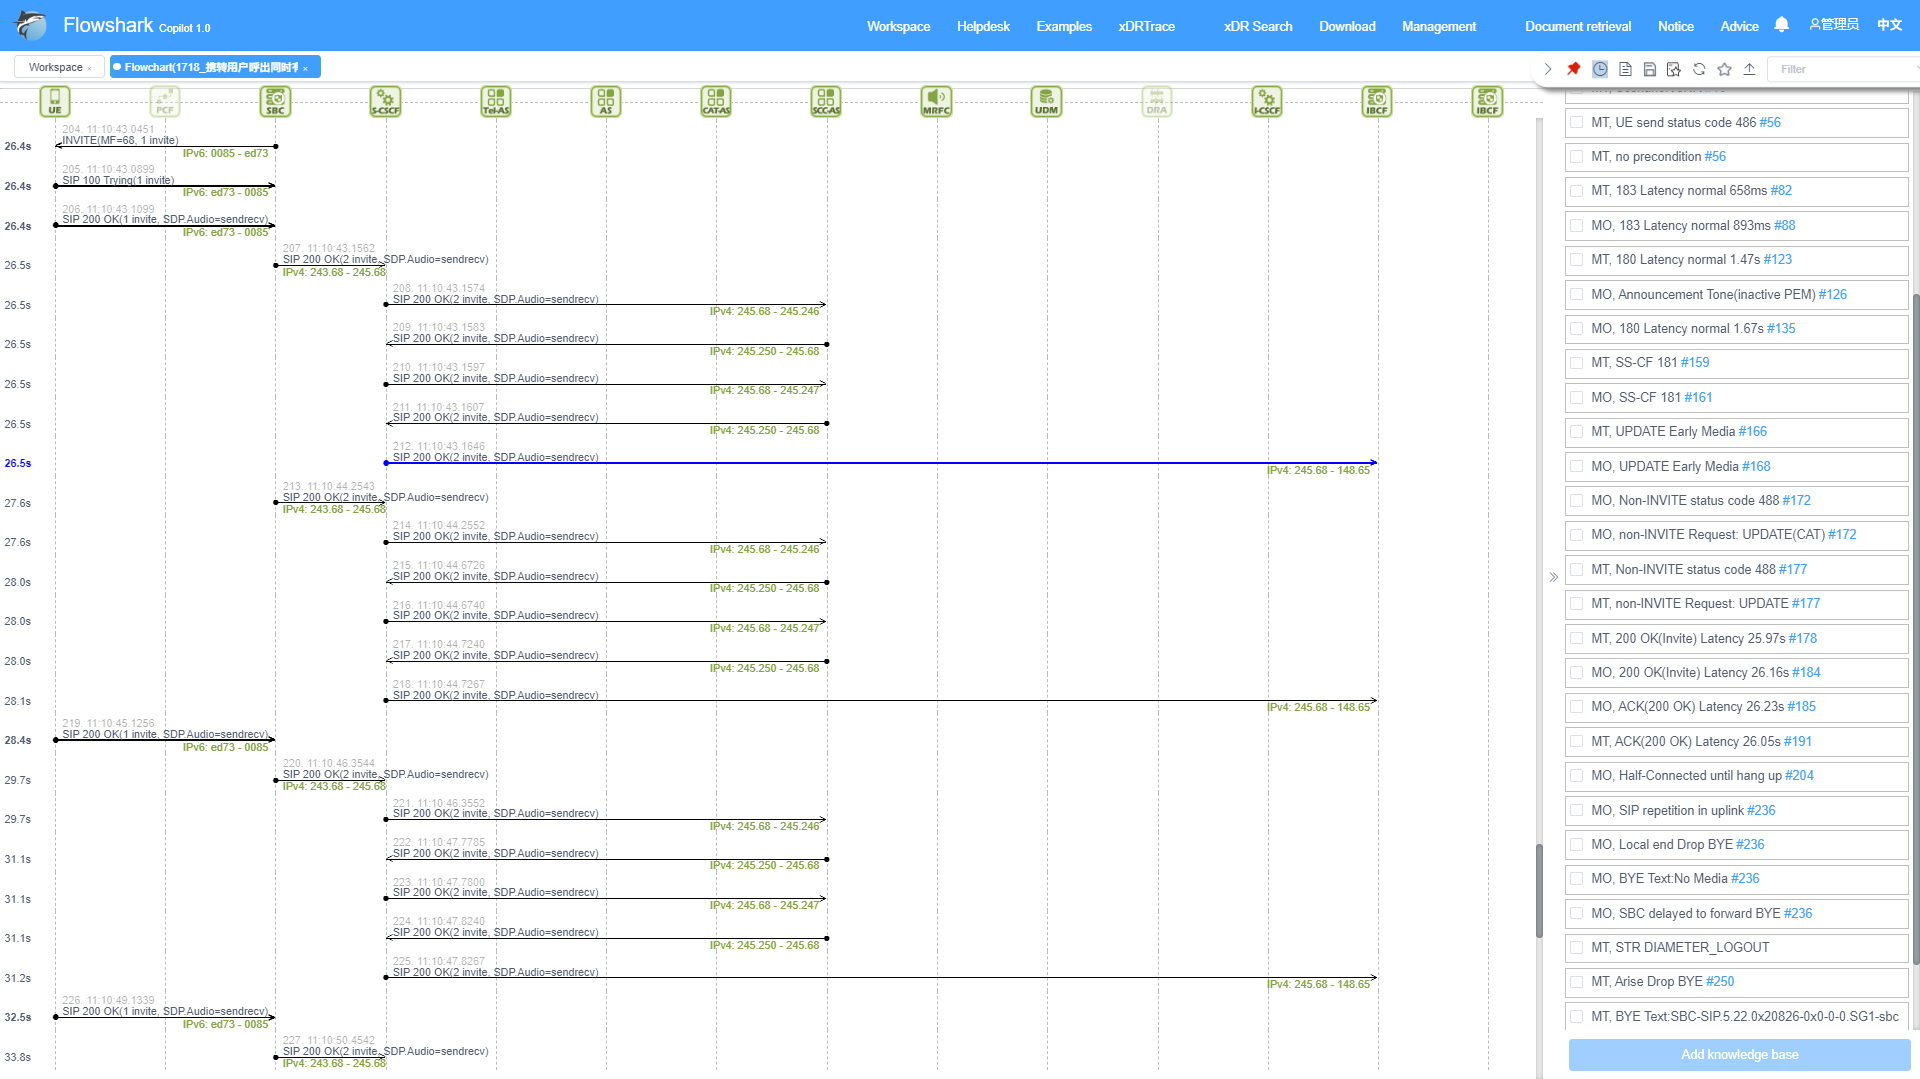 Flowshark Copilot 1.0
Workspace Helpdesk Examples xDRTrace xDR Search Download Management Document retrieval Notice Advice 管理员 中文
Workspace × Flowchart(1718_携转用户呼出同时有 ×
Filter
UE PCF SBC S-CSCF Tel-AS AS CAT-AS SCC-AS MRFC UDM DRA I-CSCF IBCF IBCF
204. 11:10:43.0451
26.4s INVITE(MF=68, 1 invite)
IPv6: 0085 - ed73
205. 11:10:43.0899
26.4s SIP 100 Trying(1 invite)
IPv6: ed73 - 0085
206. 11:10:43.1099
26.4s SIP 200 OK(1 invite, SDP.Audio=sendrecv)
IPv6: ed73 - 0085
207. 11:10:43.1562
26.5s SIP 200 OK(2 invite, SDP.Audio=sendrecv)
IPv4: 243.68 - 245.68
208. 11:10:43.1574
26.5s SIP 200 OK(2 invite, SDP.Audio=sendrecv)
IPv4: 245.68 - 245.246
209. 11:10:43.1583
26.5s SIP 200 OK(2 invite, SDP.Audio=sendrecv)
IPv4: 245.250 - 245.68
210. 11:10:43.1597
26.5s SIP 200 OK(2 invite, SDP.Audio=sendrecv)
IPv4: 245.68 - 245.247
211. 11:10:43.1607
26.5s SIP 200 OK(2 invite, SDP.Audio=sendrecv)
IPv4: 245.250 - 245.68
212. 11:10:43.1646
26.5s SIP 200 OK(2 invite, SDP.Audio=sendrecv)
IPv4: 245.68 - 148.65
213. 11:10:44.2543
27.6s SIP 200 OK(2 invite, SDP.Audio=sendrecv)
IPv4: 243.68 - 245.68
214. 11:10:44.2552
27.6s SIP 200 OK(2 invite, SDP.Audio=sendrecv)
IPv4: 245.68 - 245.246
215. 11:10:44.6726
28.0s SIP 200 OK(2 invite, SDP.Audio=sendrecv)
IPv4: 245.250 - 245.68
216. 11:10:44.6740
28.0s SIP 200 OK(2 invite, SDP.Audio=sendrecv)
IPv4: 245.68 - 245.247
217. 11:10:44.7240
28.0s SIP 200 OK(2 invite, SDP.Audio=sendrecv)
IPv4: 245.250 - 245.68
218. 11:10:44.7267
28.1s SIP 200 OK(2 invite, SDP.Audio=sendrecv)
IPv4: 245.68 - 148.65
219. 11:10:45.1256
28.4s SIP 200 OK(1 invite, SDP.Audio=sendrecv)
IPv6: ed73 - 0085
220. 11:10:46.3544
29.7s SIP 200 OK(2 invite, SDP.Audio=sendrecv)
IPv4: 243.68 - 245.68
221. 11:10:46.3552
29.7s SIP 200 OK(2 invite, SDP.Audio=sendrecv)
IPv4: 245.68 - 245.246
222. 11:10:47.7785
31.1s SIP 200 OK(2 invite, SDP.Audio=sendrecv)
IPv4: 245.250 - 245.68
223. 11:10:47.7800
31.1s SIP 200 OK(2 invite, SDP.Audio=sendrecv)
IPv4: 245.68 - 245.247
224. 11:10:47.8240
31.1s SIP 200 OK(2 invite, SDP.Audio=sendrecv)
IPv4: 245.250 - 245.68
225. 11:10:47.8267
31.2s SIP 200 OK(2 invite, SDP.Audio=sendrecv)
IPv4: 245.68 - 148.65
226. 11:10:49.1339
32.5s SIP 200 OK(1 invite, SDP.Audio=sendrecv)
IPv6: ed73 - 0085
227. 11:10:50.4542
33.8s SIP 200 OK(2 invite, SDP.Audio=sendrecv)
IPv4: 243.68 - 245.68
MT, UE send status code 486 #56
MT, no precondition #56
MT, 183 Latency normal 658ms #82
MO, 183 Latency normal 893ms #88
MT, 180 Latency normal 1.47s #123
MO, Announcement Tone(inactive PEM) #126
MO, 180 Latency normal 1.67s #135
MT, SS-CF 181 #159
MO, SS-CF 181 #161
MT, UPDATE Early Media #166
MO, UPDATE Early Media #168
MO, Non-INVITE status code 488 #172
MO, non-INVITE Request: UPDATE(CAT) #172
MT, Non-INVITE status code 488 #177
MT, non-INVITE Request: UPDATE #177
MT, 200 OK(Invite) Latency 25.97s #178
MO, 200 OK(Invite) Latency 26.16s #184
MO, ACK(200 OK) Latency 26.23s #185
MT, ACK(200 OK) Latency 26.05s #191
MO, Half-Connected until hang up #204
MO, SIP repetition in uplink #236
MO, Local end Drop BYE #236
MO, BYE Text:No Media #236
MO, SBC delayed to forward BYE #236
MT, STR DIAMETER_LOGOUT
MT, Arise Drop BYE #250
MT, BYE Text:SBC-SIP.5.22.0x20826-0x0-0-0.SG1-sbc
Add knowledge base